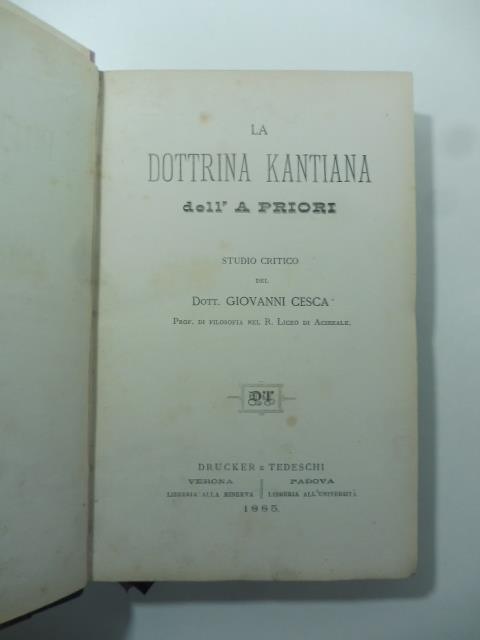 LA
DOTTRINA KANTIANA
dell' A PRIORI
STUDIO CRITICO
DEL
DOTT. GIOVANNI CESCA
PROF. DI FILOSOFIA NEL R. LICEO DI ACIREALE.
DT
DRUCKER & TEDESCHI
VERONA
LIBRERIA ALLA MINERVA
PADOVA
LIBRERIA ALL'UNIVERSITÀ
1885.